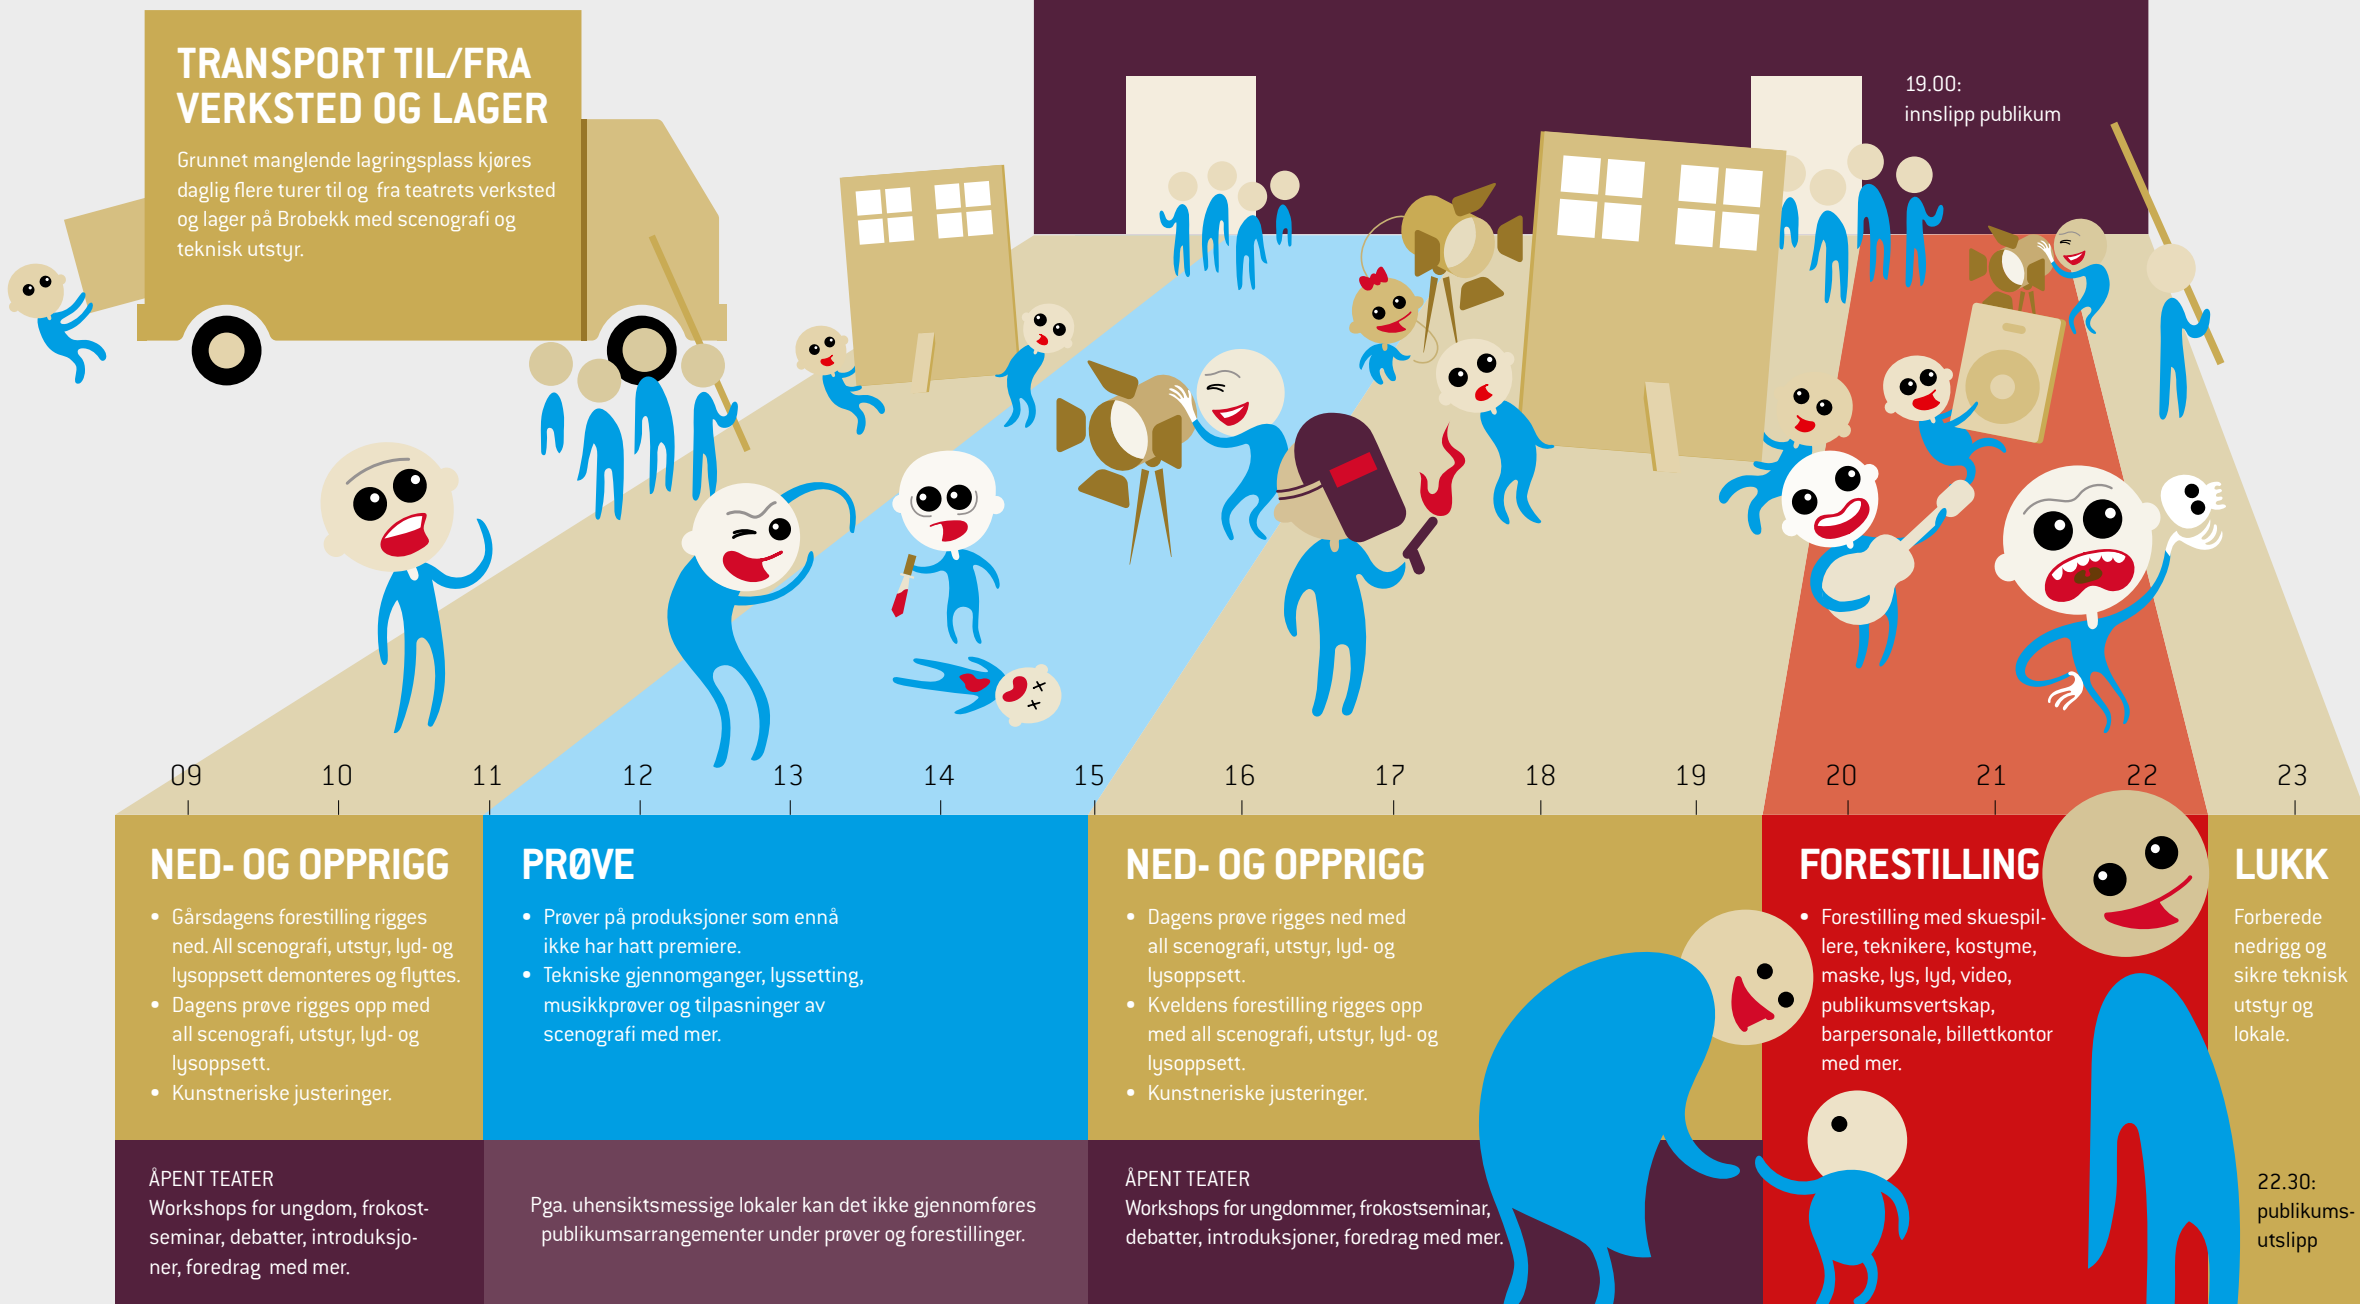 TRANSPORT TIL/FRA
VERKSTED OG LAGER
Grunnet manglende lagringsplass kjøres
daglig flere turer til og fra teatrets verksted
og lager på Brobekk med scenografi og
teknisk utstyr.
19.00:
innslipp publikum
09 10 11 12 13 14 15 16 17 18 19 20 21 22 23
NED- OG OPPRIGG
• Gårsdagens forestilling rigges
ned. All scenografi, utstyr, lyd- og
lysoppsett demonteres og flyttes.
• Dagens prøve rigges opp med
all scenografi, utstyr, lyd- og
lysoppsett.
• Kunstneriske justeringer.
PRØVE
• Prøver på produksjoner som ennå
ikke har hatt premiere.
• Tekniske gjennomganger, lyssetting,
musikkprøver og tilpasninger av
scenografi med mer.
NED- OG OPPRIGG
• Dagens prøve rigges ned med
all scenografi, utstyr, lyd- og
lysoppsett.
• Kveldens forestilling rigges opp
med all scenografi, utstyr, lyd- og
lysoppsett.
• Kunstneriske justeringer.
FORESTILLING
• Forestilling med skuespil-
lere, teknikere, kostyme,
maske, lys, lyd, video,
publikumsvertskap,
barpersonale, billettkontor
med mer.
LUKK
Forberede
nedrigg og
sikre teknisk
utstyr og
lokale.
ÅPENT TEATER
Workshops for ungdom, frokost-
seminar, debatter, introduksjo-
ner, foredrag med mer.
Pga. uhensiktsmessige lokaler kan det ikke gjennomføres
publikumsarrangementer under prøver og forestillinger.
ÅPENT TEATER
Workshops for ungdommer, frokostseminar,
debatter, introduksjoner, foredrag med mer.
22.30:
publikums-
utslipp